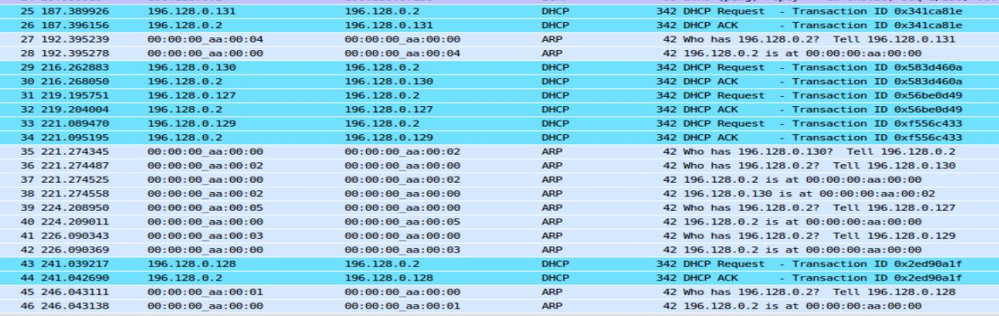 25 187.389926 196.128.0.131 196.128.0.2 DHCP 342 DHCP Request - Transaction ID 0x341ca81e
26 187.396156 196.128.0.2 196.128.0.131 DHCP 342 DHCP ACK - Transaction ID 0x341ca81e
27 192.395239 00:00:00_aa:00:04 00:00:00_aa:00:00 ARP 42 Who has 196.128.0.2? Tell 196.128.0.131
28 192.395278 00:00:00_aa:00:00 00:00:00_aa:00:04 ARP 42 196.128.0.2 is at 00:00:00:aa:00:00
29 216.262883 196.128.0.130 196.128.0.2 DHCP 342 DHCP Request - Transaction ID 0x583d460a
30 216.268050 196.128.0.2 196.128.0.130 DHCP 342 DHCP ACK - Transaction ID 0x583d460a
31 219.195751 196.128.0.127 196.128.0.2 DHCP 342 DHCP Request - Transaction ID 0x56be0d49
32 219.204004 196.128.0.2 196.128.0.127 DHCP 342 DHCP ACK - Transaction ID 0x56be0d49
33 221.089470 196.128.0.129 196.128.0.2 DHCP 342 DHCP Request - Transaction ID 0xf556c433
34 221.095195 196.128.0.2 196.128.0.129 DHCP 342 DHCP ACK - Transaction ID 0xf556c433
35 221.274345 00:00:00_aa:00:00 00:00:00_aa:00:02 ARP 42 Who has 196.128.0.130? Tell 196.128.0.2
36 221.274487 00:00:00_aa:00:02 00:00:00_aa:00:00 ARP 42 Who has 196.128.0.2? Tell 196.128.0.130
37 221.274525 00:00:00_aa:00:00 00:00:00_aa:00:02 ARP 42 196.128.0.2 is at 00:00:00:aa:00:00
38 221.274558 00:00:00_aa:00:02 00:00:00_aa:00:00 ARP 42 196.128.0.130 is at 00:00:00:aa:00:02
39 224.208950 00:00:00_aa:00:05 00:00:00_aa:00:00 ARP 42 Who has 196.128.0.2? Tell 196.128.0.127
40 224.209011 00:00:00_aa:00:00 00:00:00_aa:00:05 ARP 42 196.128.0.2 is at 00:00:00:aa:00:00
41 226.090343 00:00:00_aa:00:03 00:00:00_aa:00:00 ARP 42 Who has 196.128.0.2? Tell 196.128.0.129
42 226.090369 00:00:00_aa:00:00 00:00:00_aa:00:03 ARP 42 196.128.0.2 is at 00:00:00:aa:00:00
43 241.039217 196.128.0.128 196.128.0.2 DHCP 342 DHCP Request - Transaction ID 0x2ed90a1f
44 241.042690 196.128.0.2 196.128.0.128 DHCP 342 DHCP ACK - Transaction ID 0x2ed90a1f
45 246.043111 00:00:00_aa:00:01 00:00:00_aa:00:00 ARP 42 Who has 196.128.0.2? Tell 196.128.0.128
46 246.043138 00:00:00_aa:00:00 00:00:00_aa:00:01 ARP 42 196.128.0.2 is at 00:00:00:aa:00:00